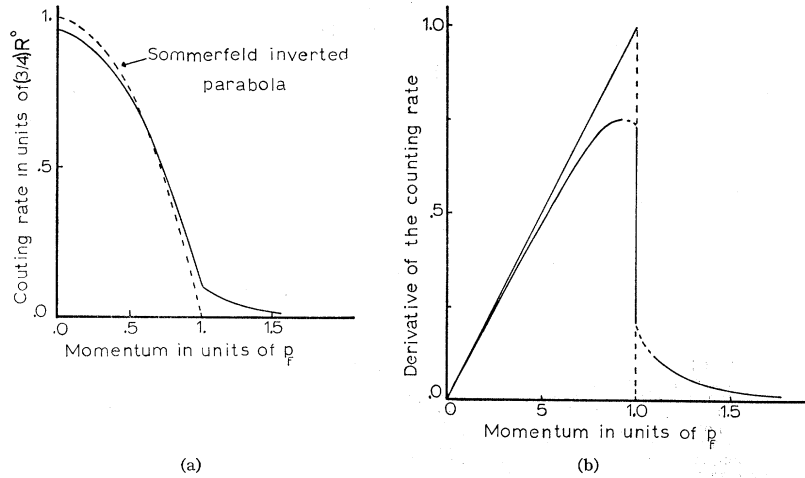 Couting rate in units of (3/4)R°
1.
.5
.0
Sommerfeld inverted
parabola
.0
.5
1.
1.5
Momentum in units of p_F
(a)
Derivative of the counting rate
1.0
.5
.0
0
5
1.0
1.5
Momentum in units of p_F
(b)